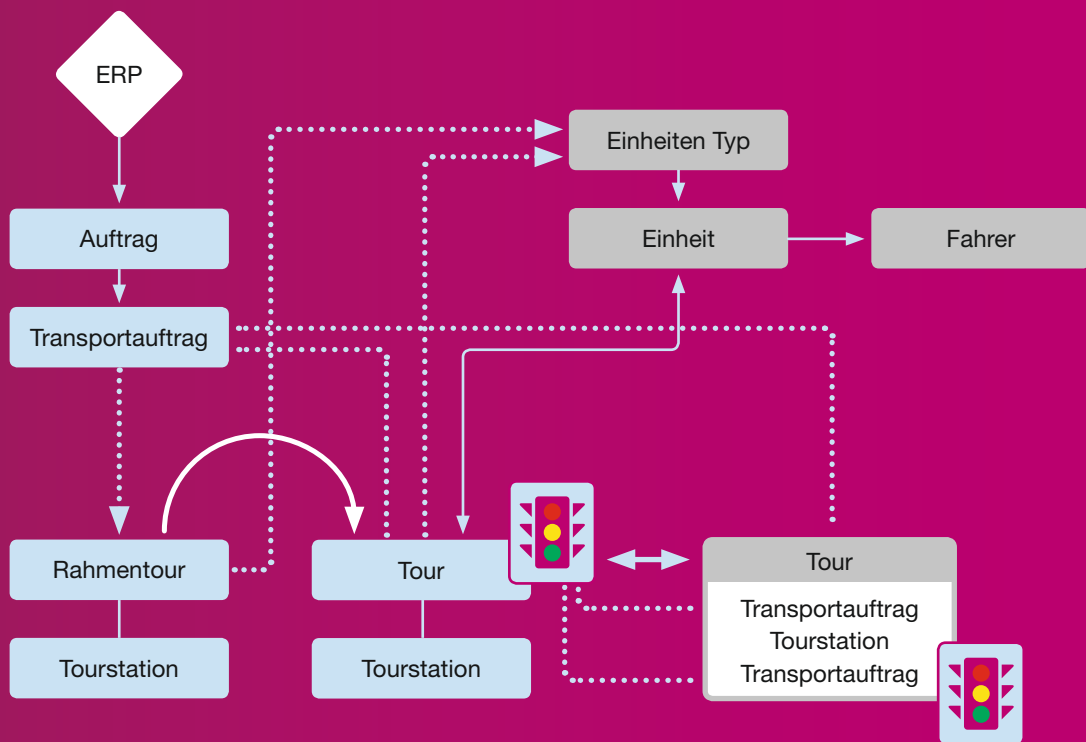 ERP
Einheiten Typ
Auftrag
Einheit
Fahrer
Transportauftrag
Rahmentour
Tour
Tour
Transportauftrag
Tourstation
Transportauftrag
Tourstation
Tourstation